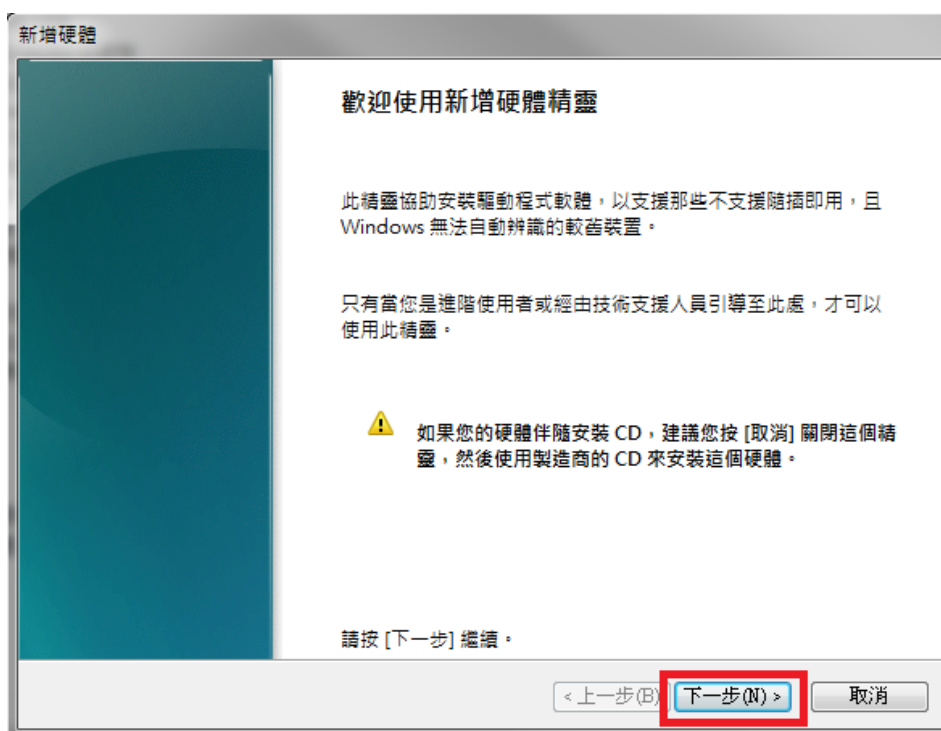 新增硬體
歡迎使用新增硬體精靈
此精靈協助安裝驅動程式軟體，以支援那些不支援隨插即用，且
Windows 無法自動辨識的較舊裝置。
只有當您是進階使用者或經由技術支援人員引導至此處，才可以
使用此精靈。
如果您的硬體伴隨安裝 CD，建議您按 [取消] 關閉這個精
靈，然後使用製造商的 CD 來安裝這個硬體。
請按 [下一步] 繼續。
<上一步(B) 下一步(N) > 取消